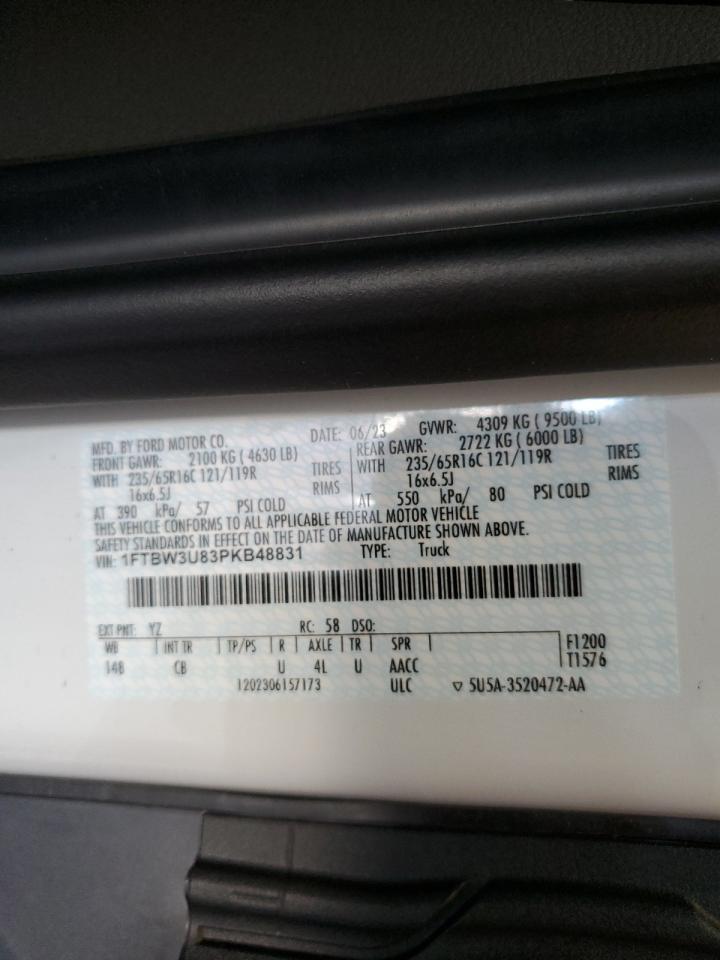 MFD. BY FORD MOTOR CO. DATE: 06/23 GVWR: 4309 KG ( 9500 LB)
FRONT GAWR: 2100 KG ( 4630 LB) REAR GAWR: 2722 KG ( 6000 LB)
WITH 235/65R16C 121/119R TIRES WITH 235/65R16C 121/119R TIRES
16x6.5J RIMS 16x6.5J RIMS
AT 390 kPa/ 57 PSI COLD AT 550 kPa/ 80 PSI COLD
THIS VEHICLE CONFORMS TO ALL APPLICABLE FEDERAL MOTOR VEHICLE
SAFETY STANDARDS IN EFFECT ON THE DATE OF MANUFACTURE SHOWN ABOVE.
VIN: 1FTBW3U83PKB48831 TYPE: Truck
EXT PNT: YZ RC: 58 DSO:
WB INT TR TP/PS R AXLE TR SPR F1200
148 CB U 4L U AACC T1576
1202306157173 ULC ▽ 5U5A-3520472-AA